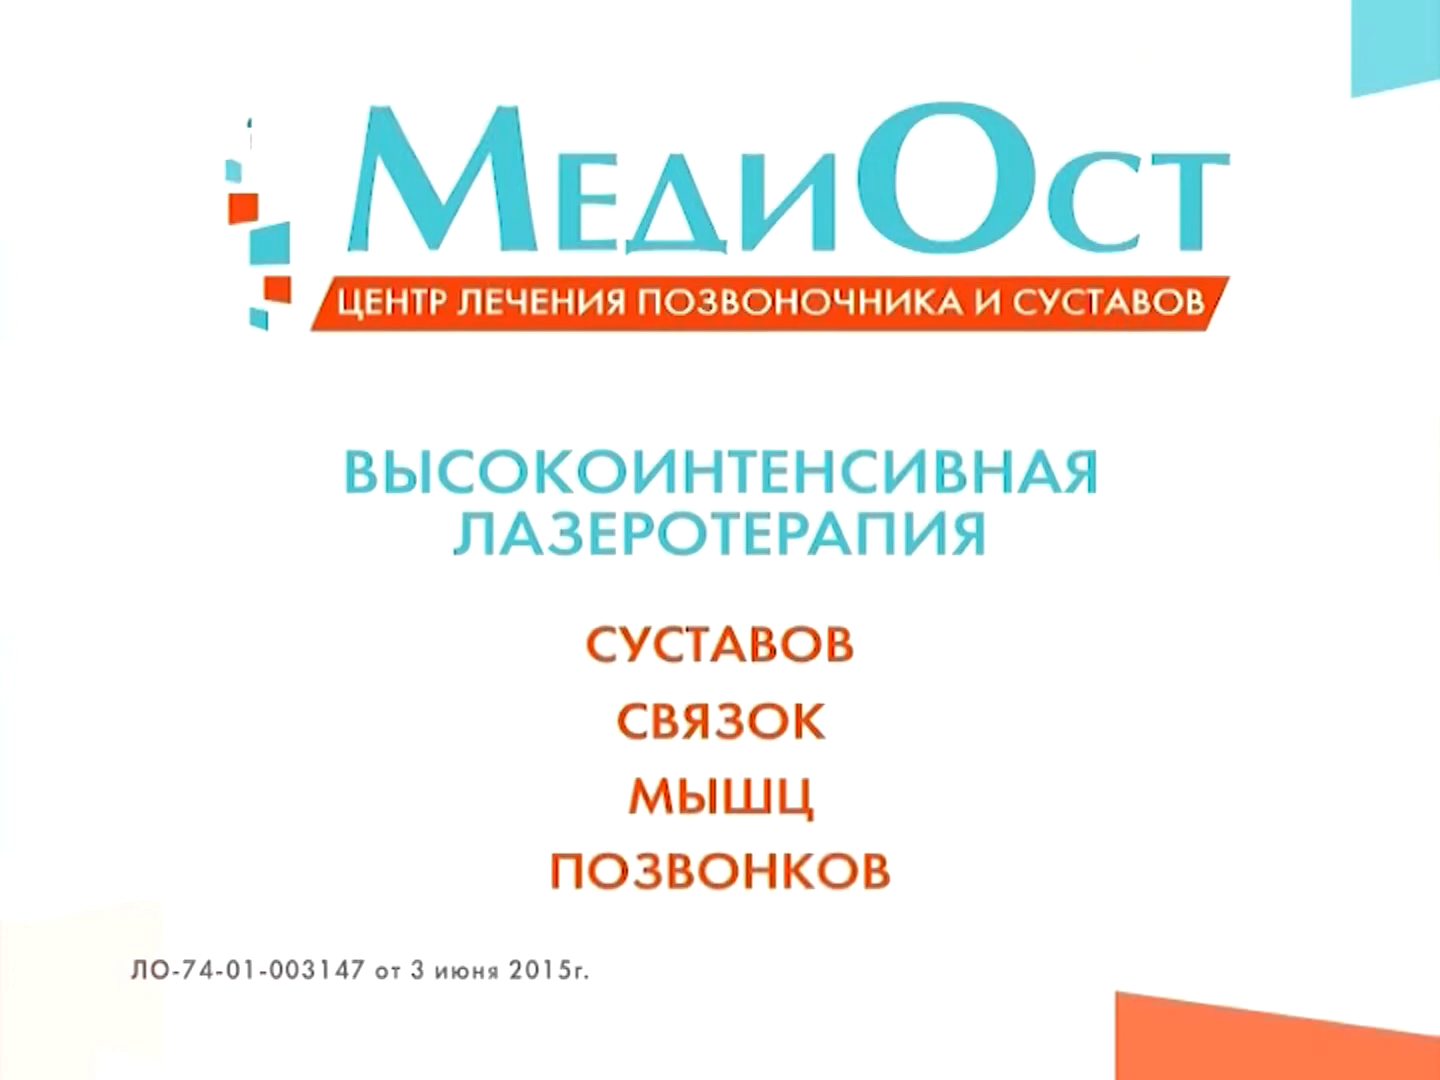 МедиОст
ЦЕНТР ЛЕЧЕНИЯ ПОЗВОНОЧНИКА И СУСТАВОВ
ВЫСОКОИНТЕНСИВНАЯ
ЛАЗЕРОТЕРАПИЯ
СУСТАВОВ
СВЯЗОК
МЫШЦ
ПОЗВОНКОВ
ЛО-74-01-003147 от 3 июня 2015г.